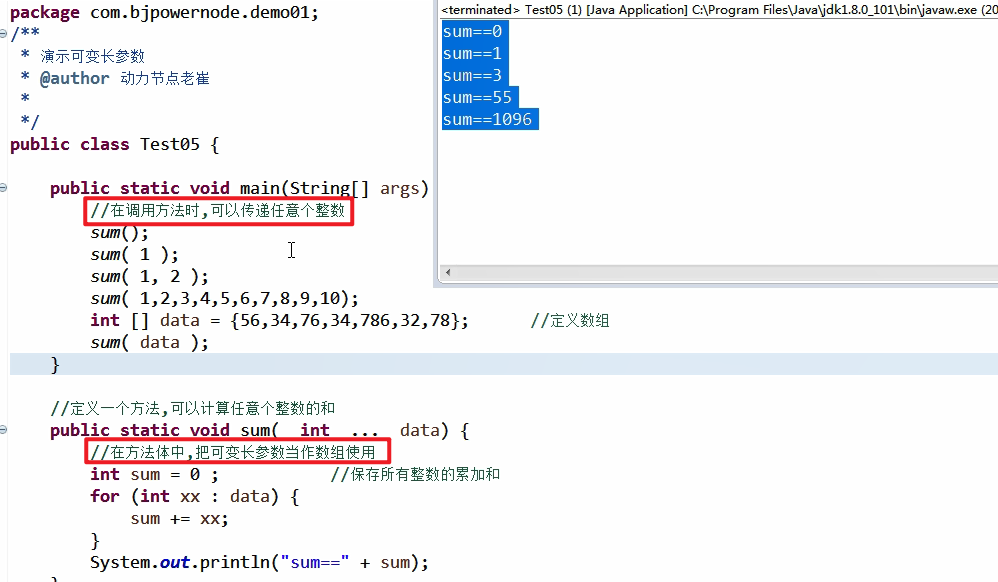 package com.bjpowernode.demo01;
/**
 * 演示可变长参数
 * @author 动力节点老崔
 *
 */
public class Test05 {
public static void main(String[] args)
//在调用方法时,可以传递任意个整数
sum();
sum( 1 );
sum( 1, 2 );
sum( 1,2,3,4,5,6,7,8,9,10);
int [] data = {56,34,76,34,786,32,78}; //定义数组
sum( data );
}
//定义一个方法,可以计算任意个整数的和
public static void sum( int ... data) {
//在方法体中,把可变长参数当作数组使用
int sum = 0 ; //保存所有整数的累加和
for (int xx : data) {
sum += xx;
}
System.out.println("sum==" + sum);
<terminated> Test05 (1) [Java Application] C:\Program Files\Java\jdk1.8.0_101\bin\javaw.exe (20
sum==0
sum==1
sum==3
sum==55
sum==1096